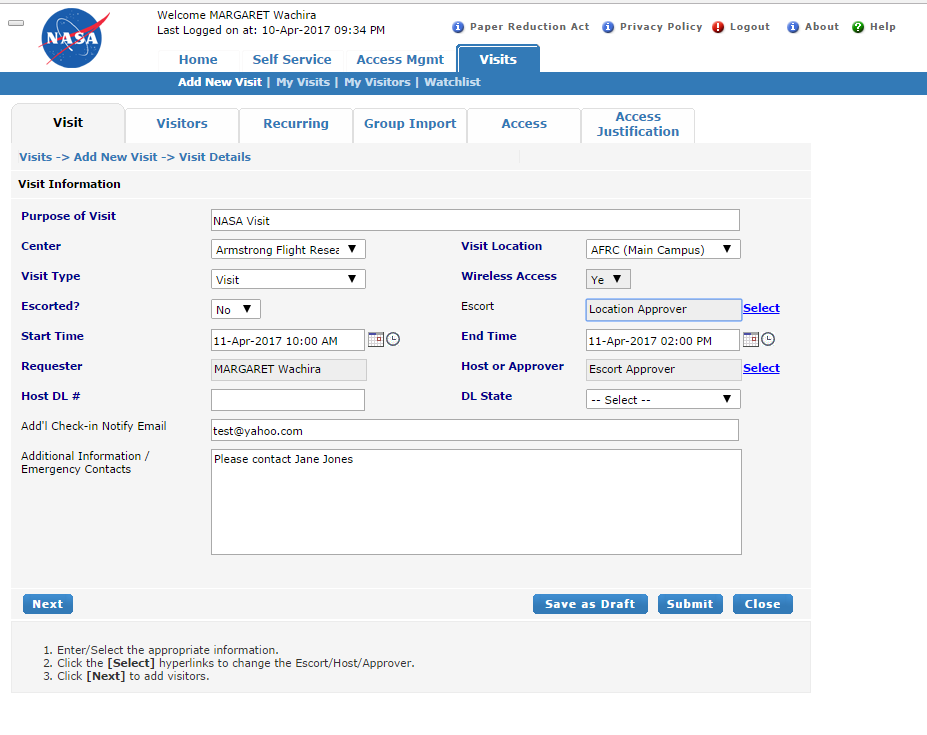 NASA
Welcome MARGARET Wachira
Last Logged on at: 10-Apr-2017 09:34 PM
Paper Reduction Act Privacy Policy Logout About Help
Home Self Service Access Mgmt Visits
Add New Visit | My Visits | My Visitors | Watchlist
Visit Visitors Recurring Group Import Access Access Justification
Visits -> Add New Visit -> Visit Details
Visit Information
Purpose of Visit NASA Visit
Center Armstrong Flight Resea Visit Location AFRC (Main Campus)
Visit Type Visit Wireless Access Ye
Escorted? No Escort Location Approver Select
Start Time 11-Apr-2017 10:00 AM End Time 11-Apr-2017 02:00 PM
Requester MARGARET Wachira Host or Approver Escort Approver Select
Host DL # DL State -- Select --
Add'l Check-in Notify Email test@yahoo.com
Additional Information / Please contact Jane Jones
Emergency Contacts
Next Save as Draft Submit Close
1. Enter/Select the appropriate information.
2. Click the [Select] hyperlinks to change the Escort/Host/Approver.
3. Click [Next] to add visitors.